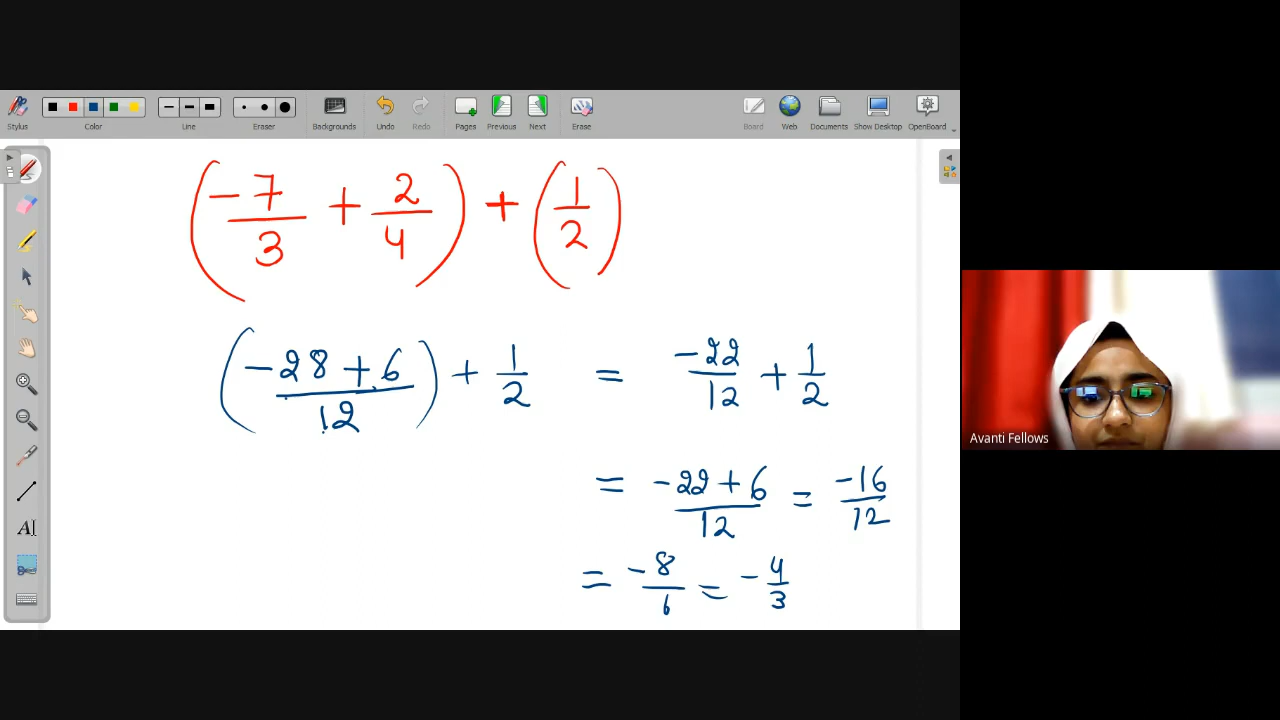 Stylus Color Line Eraser Backgrounds Undo Redo Pages Previous Next Erase Board Web Documents Show Desktop OpenBoard
(-7/3 + 2/4) + (1/2)
((-28 + 6)/12) + 1/2 = -22/12 + 1/2
= (-22 + 6)/12 = -16/12
= -8/6 = -4/3
AI
Avanti Fellows